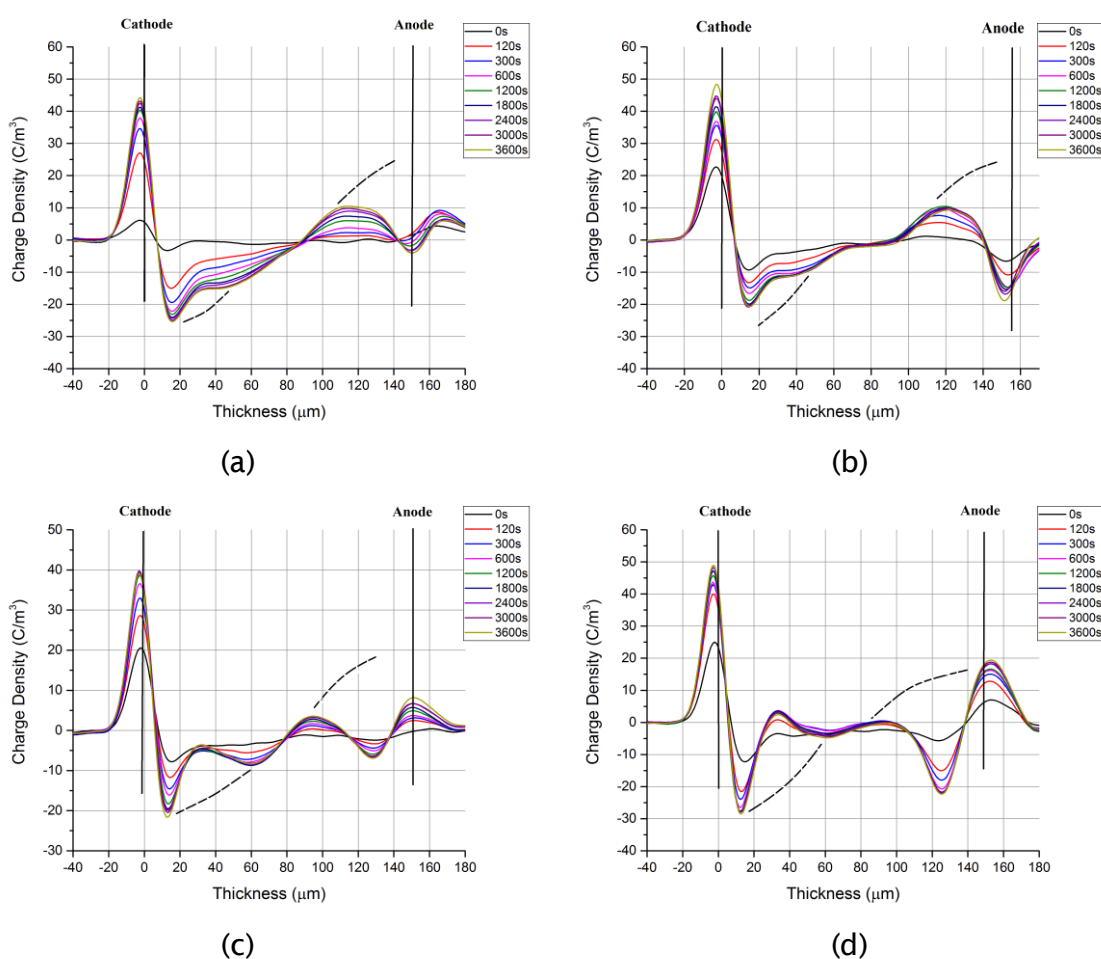 Cathode
Anode
60
50
40
30
20
10
0
-10
-20
-30
-40
Charge Density (C/m³)
-40 -20 0 20 40 60 80 100 120 140 160 180
Thickness (μm)
0s
120s
300s
600s
1200s
1800s
2400s
3000s
3600s
(a)
Cathode
Anode
60
50
40
30
20
10
0
-10
-20
-30
-40
Charge Density (C/m³)
-40 -20 0 20 40 60 80 100 120 140 160
Thickness (μm)
0s
120s
300s
600s
1200s
1800s
2400s
3000s
3600s
(b)
Cathode
Anode
50
40
30
20
10
0
-10
-20
-30
Charge Density (C/m³)
-40 -20 0 20 40 60 80 100 120 140 160 180
Thickness (μm)
0s
120s
300s
600s
1200s
1800s
2400s
3000s
3600s
(c)
Cathode
Anode
60
50
40
30
20
10
0
-10
-20
-30
-40
Charge Density (C/m³)
-40 -20 0 20 40 60 80 100 120 140 160 180
Thickness (μm)
0s
120s
300s
600s
1200s
1800s
2400s
3000s
3600s
(d)